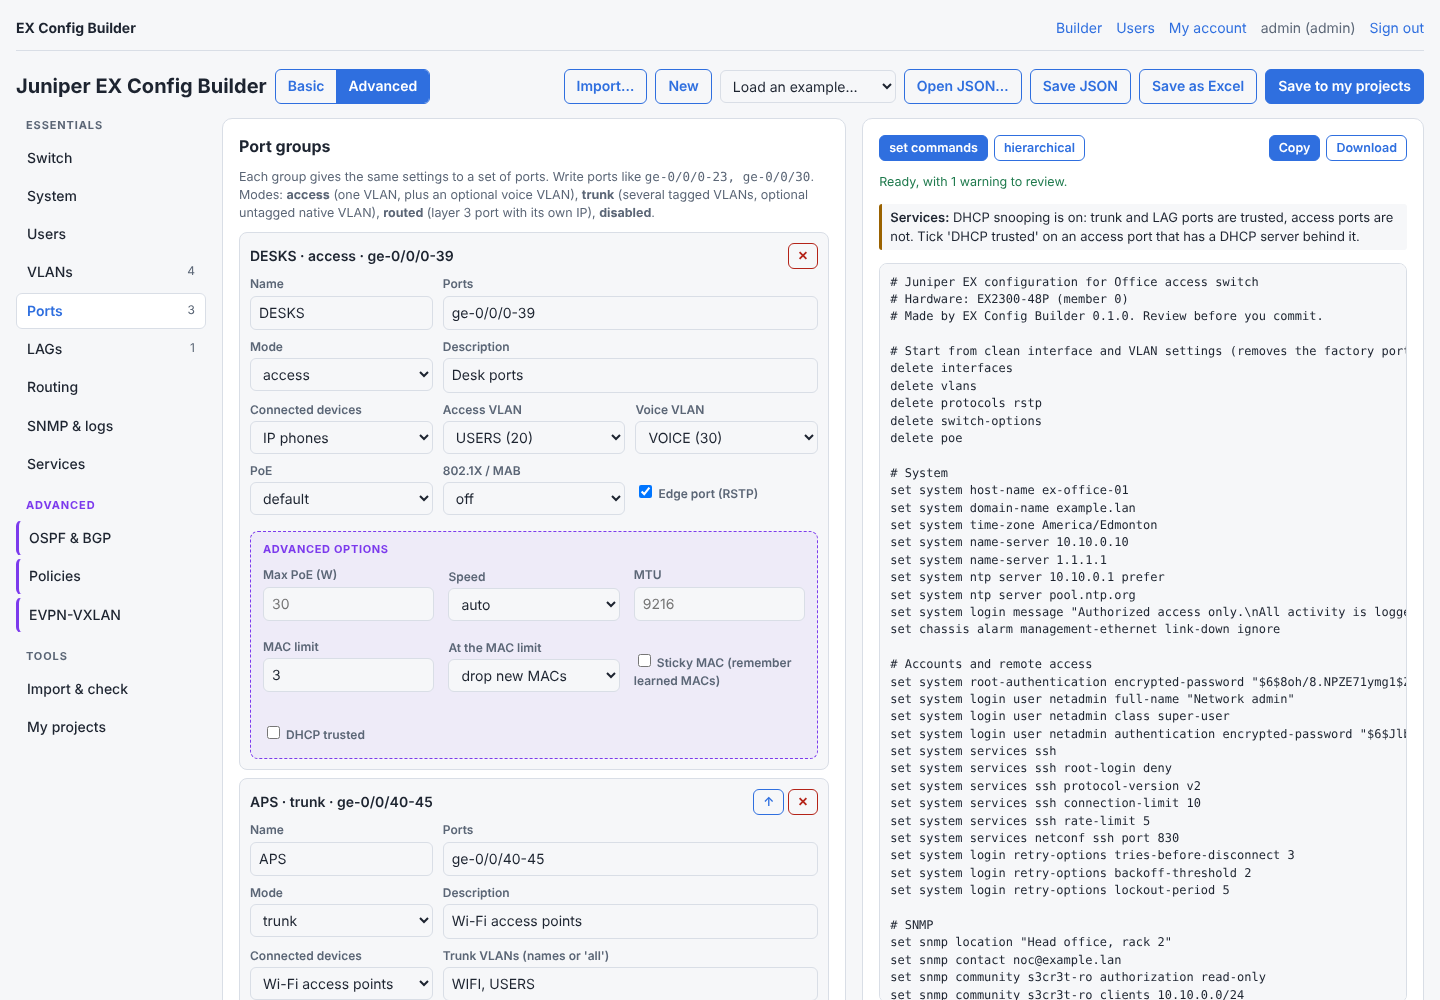 EX Config Builder
Builder Users My account admin (admin) Sign out
Juniper EX Config Builder Basic Advanced
Import... New Load an example... Open JSON... Save JSON Save as Excel Save to my projects
ESSENTIALS
Switch
System
Users
VLANs 4
Ports 3
LAGs 1
Routing
SNMP & logs
Services
ADVANCED
OSPF & BGP
Policies
EVPN-VXLAN
TOOLS
Import & check
My projects
Port groups
Each group gives the same settings to a set of ports. Write ports like ge-0/0/0-23, ge-0/0/30.
Modes: access (one VLAN, plus an optional voice VLAN), trunk (several tagged VLANs, optional
untagged native VLAN), routed (layer 3 port with its own IP), disabled.
DESKS · access · ge-0/0/0-39 ×
Name Ports
DESKS ge-0/0/0-39
Mode Description
access Desk ports
Connected devices Access VLAN Voice VLAN
IP phones USERS (20) VOICE (30)
PoE 802.1X / MAB
default off Edge port (RSTP)
ADVANCED OPTIONS
Max PoE (W) Speed MTU
30 auto 9216
MAC limit At the MAC limit
3 drop new MACs Sticky MAC (remember
learned MACs)
DHCP trusted
APS · trunk · ge-0/0/40-45 ↑ ×
Name Ports
APS ge-0/0/40-45
Mode Description
trunk Wi-Fi access points
Connected devices Trunk VLANs (names or 'all')
Wi-Fi access points WIFI, USERS
set commands hierarchical Copy Download
Ready, with 1 warning to review.
Services: DHCP snooping is on: trunk and LAG ports are trusted, access ports are
not. Tick 'DHCP trusted' on an access port that has a DHCP server behind it.
# Juniper EX configuration for Office access switch
# Hardware: EX2300-48P (member 0)
# Made by EX Config Builder 0.1.0. Review before you commit.
# Start from clean interface and VLAN settings (removes the factory port
delete interfaces
delete vlans
delete protocols rstp
delete switch-options
delete poe
# System
set system host-name ex-office-01
set system domain-name example.lan
set system time-zone America/Edmonton
set system name-server 10.10.0.10
set system name-server 1.1.1.1
set system ntp server 10.10.0.1 prefer
set system ntp server pool.ntp.org
set system login message "Authorized access only.\nAll activity is logge
set chassis alarm management-ethernet link-down ignore
# Accounts and remote access
set system root-authentication encrypted-password "$6$8oh/8.NPZE71ymg1$
set system login user netadmin full-name "Network admin"
set system login user netadmin class super-user
set system login user netadmin authentication encrypted-password "$6$Jl
set system services ssh
set system services ssh root-login deny
set system services ssh protocol-version v2
set system services ssh connection-limit 10
set system services ssh rate-limit 5
set system services netconf ssh port 830
set system login retry-options tries-before-disconnect 3
set system login retry-options backoff-threshold 2
set system login retry-options lockout-period 5
# SNMP
set snmp location "Head office, rack 2"
set snmp contact noc@example.lan
set snmp community s3cr3t-ro authorization read-only
set snmp community s3cr3t-ro clients 10.10.0.0/24